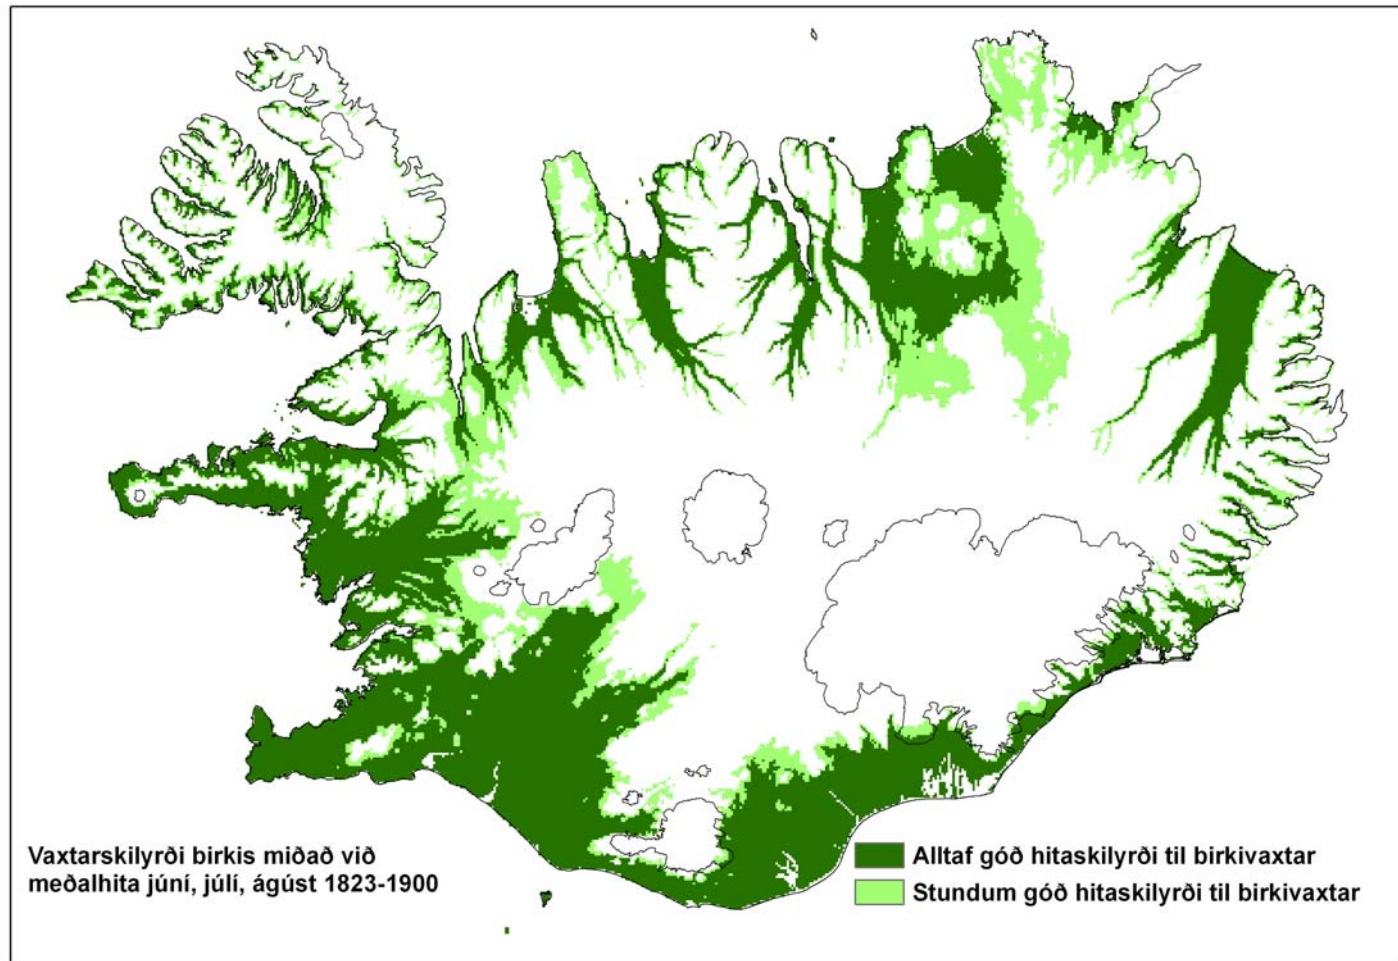 Vaxtarskilyrði birkis miðað við
meðalhita júní, júlí, ágúst 1823-1900
Alltaf góð hitaskilyrði til birkivaxtar
Stundum góð hitaskilyrði til birkivaxtar